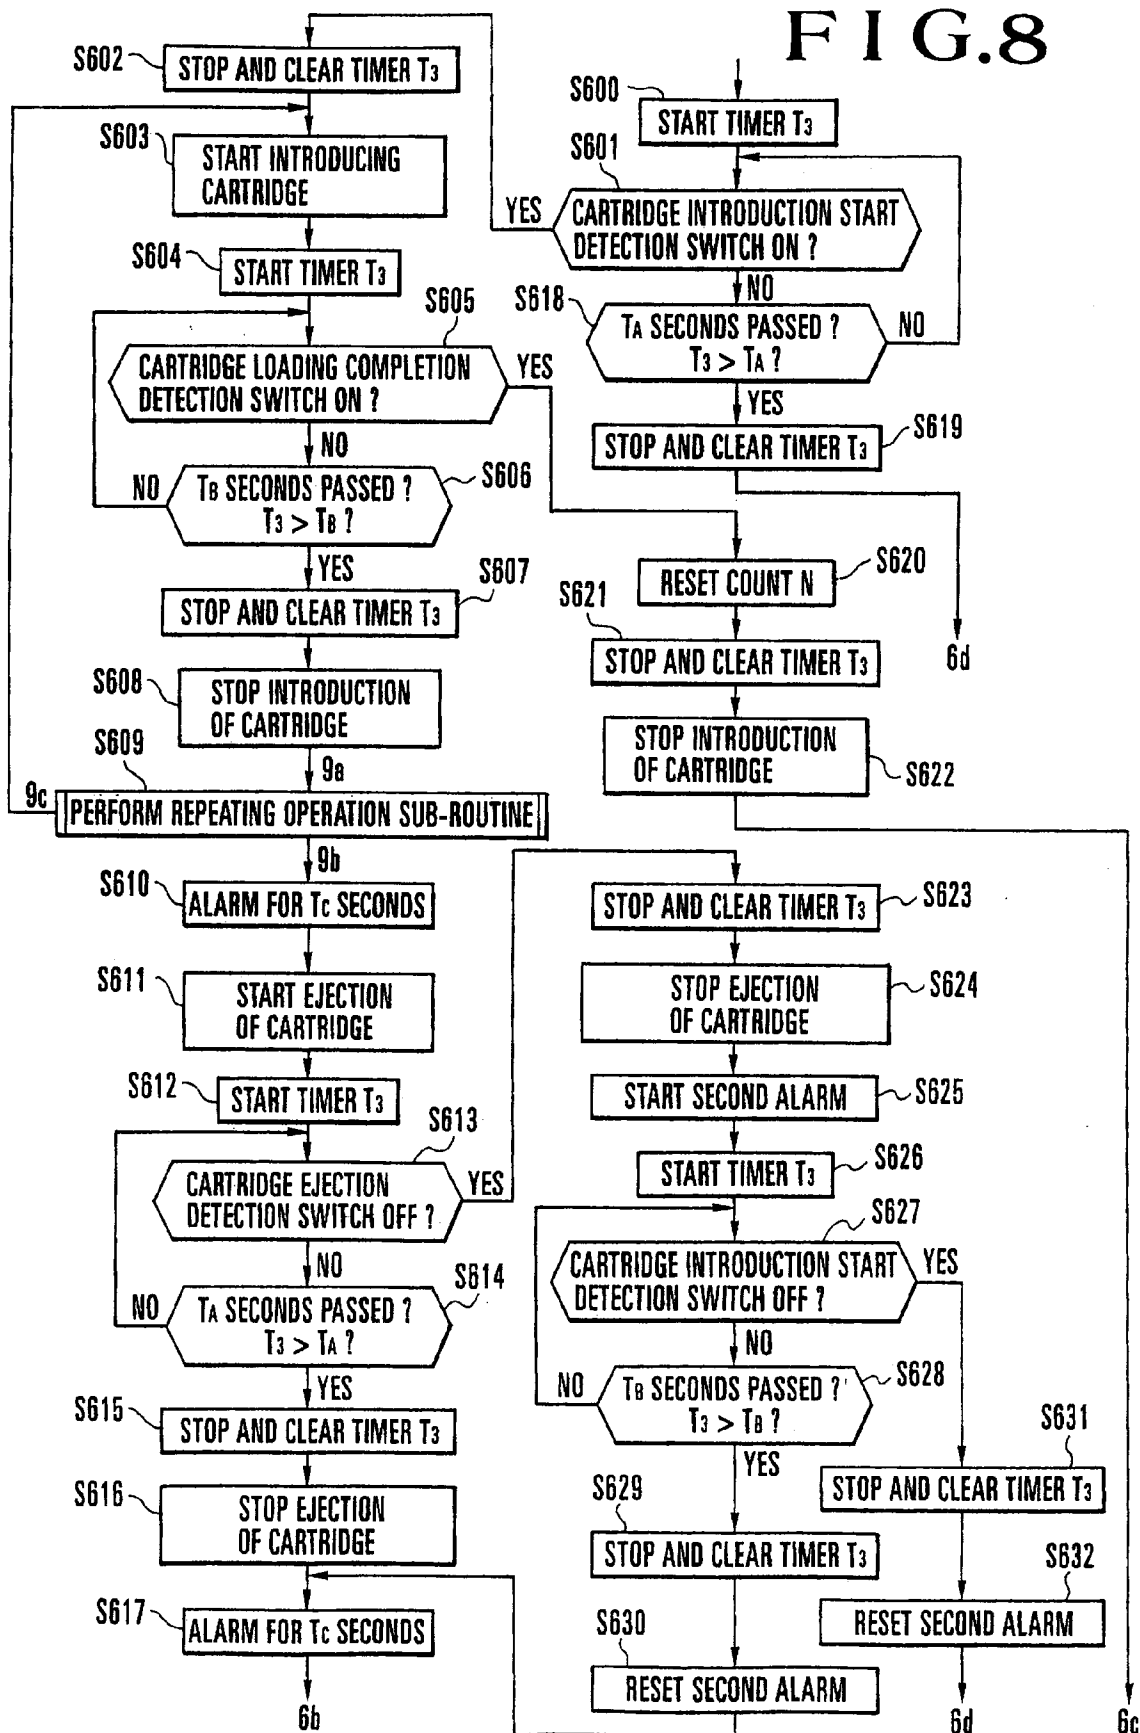 FIG.8
S602
STOP AND CLEAR TIMER T3
S603
START INTRODUCING
CARTRIDGE
S604
START TIMER T3
S605
CARTRIDGE LOADING COMPLETION
DETECTION SWITCH ON ?
YES
NO
S606
TB SECONDS PASSED ?
T3 > TB ?
NO
YES
S607
STOP AND CLEAR TIMER T3
S608
STOP INTRODUCTION
OF CARTRIDGE
S609
9a
9c
PERFORM REPEATING OPERATION SUB-ROUTINE
9b
S610
ALARM FOR TC SECONDS
S611
START EJECTION
OF CARTRIDGE
S612
START TIMER T3
S613
CARTRIDGE EJECTION
DETECTION SWITCH OFF ?
YES
NO
S614
TA SECONDS PASSED ?
T3 > TA ?
NO
YES
S615
STOP AND CLEAR TIMER T3
S616
STOP EJECTION
OF CARTRIDGE
S617
ALARM FOR TC SECONDS
6b
S600
START TIMER T3
S601
CARTRIDGE INTRODUCTION START
DETECTION SWITCH ON ?
YES
NO
S618
TA SECONDS PASSED ?
T3 > TA ?
NO
YES
S619
STOP AND CLEAR TIMER T3
6d
S620
RESET COUNT N
S621
STOP AND CLEAR TIMER T3
STOP INTRODUCTION
OF CARTRIDGE
S622
S623
STOP AND CLEAR TIMER T3
S624
STOP EJECTION
OF CARTRIDGE
START SECOND ALARM
S625
START TIMER T3
S626
S627
CARTRIDGE INTRODUCTION START
DETECTION SWITCH OFF ?
YES
NO
S628
TB SECONDS PASSED ?
T3 > TB ?
NO
YES
S629
STOP AND CLEAR TIMER T3
S630
RESET SECOND ALARM
S631
STOP AND CLEAR TIMER T3
S632
RESET SECOND ALARM
6d
6c